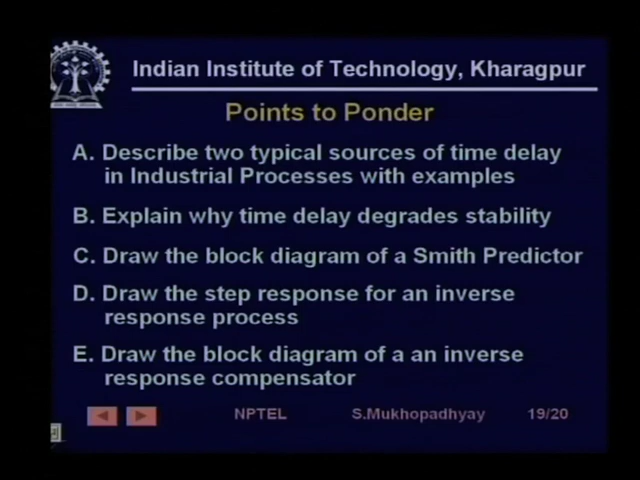 Indian Institute of Technology, Kharagpur
Points to Ponder
A. Describe two typical sources of time delay
in Industrial Processes with examples
B. Explain why time delay degrades stability
C. Draw the block diagram of a Smith Predictor
D. Draw the step response for an inverse
response process
E. Draw the block diagram of a an inverse
response compensator
NPTEL S.Mukhopadhyay 19/20